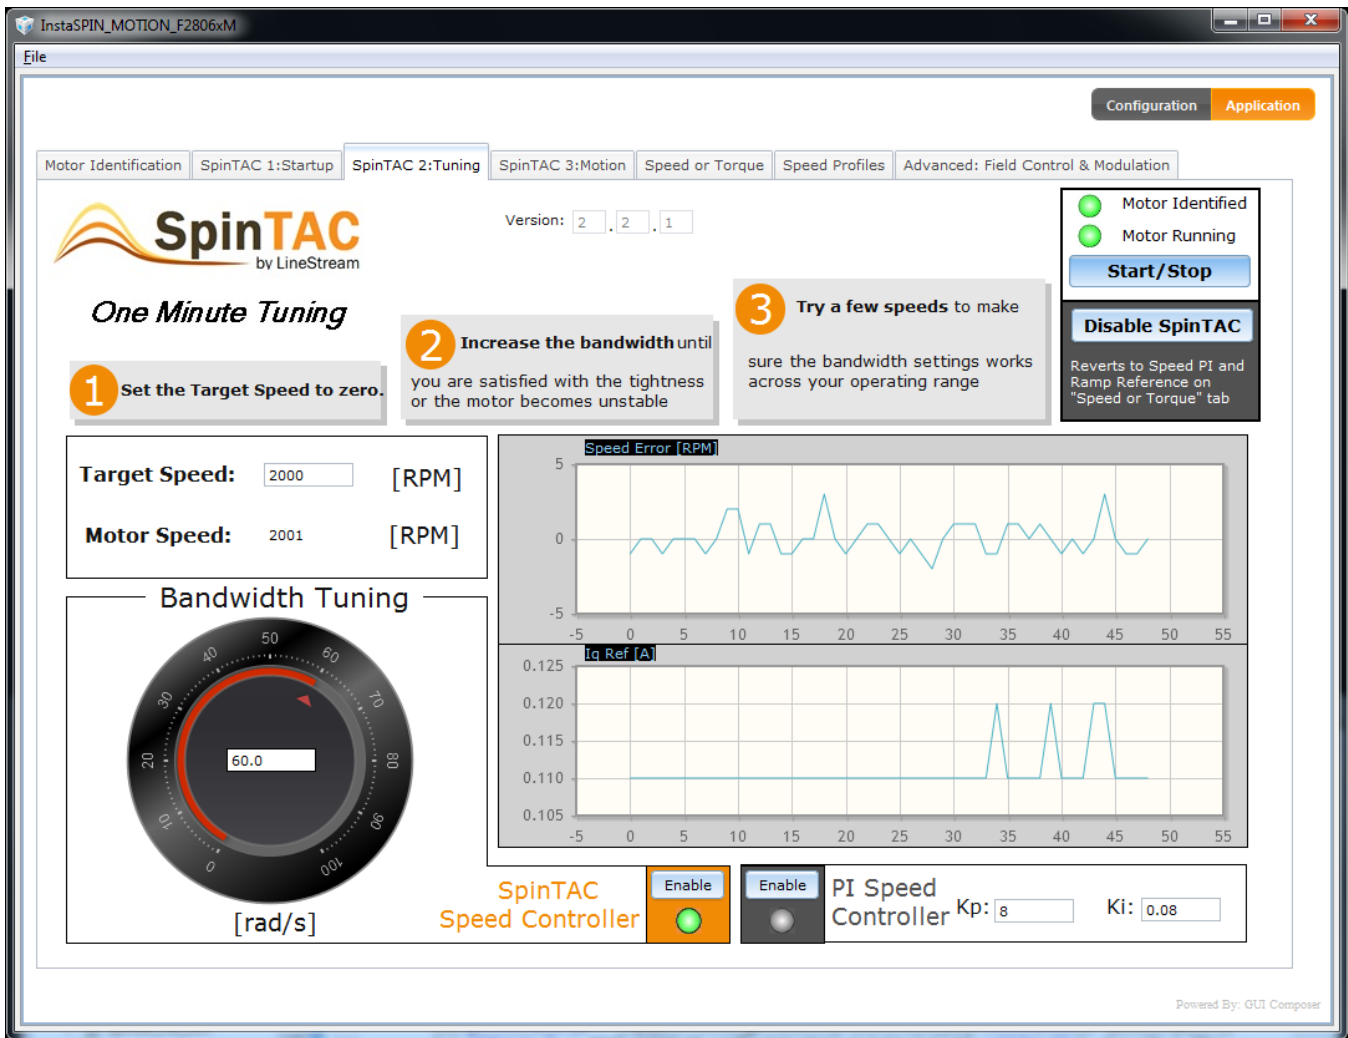 InstaSPIN_MOTION_F2806xM
File
Configuration
Application
Motor Identification
SpinTAC 1:Startup
SpinTAC 2:Tuning
SpinTAC 3:Motion
Speed or Torque
Speed Profiles
Advanced: Field Control & Modulation
SpinTAC
by LineStream
Version: 2 . 2 . 1
Motor Identified
Motor Running
Start/Stop
Disable SpinTAC
Reverts to Speed PI and
Ramp Reference on
"Speed or Torque" tab
One Minute Tuning
1 Set the Target Speed to zero.
2 Increase the bandwidth until
you are satisfied with the tightness
or the motor becomes unstable
3 Try a few speeds to make
sure the bandwidth settings works
across your operating range
Target Speed: 2000 [RPM]
Motor Speed: 2001 [RPM]
Speed Error [RPM]
5
0
-5
-5 0 5 10 15 20 25 30 35 40 45 50 55
Iq Ref [A]
0.125
0.120
0.115
0.110
0.105
-5 0 5 10 15 20 25 30 35 40 45 50 55
Bandwidth Tuning
0 10 20 30 40 50 60 70 80 90 100
60.0
[rad/s]
SpinTAC
Speed Controller
Enable
Enable
PI Speed
Controller
Kp: 8
Ki: 0.08
Powered By: GUI Composer